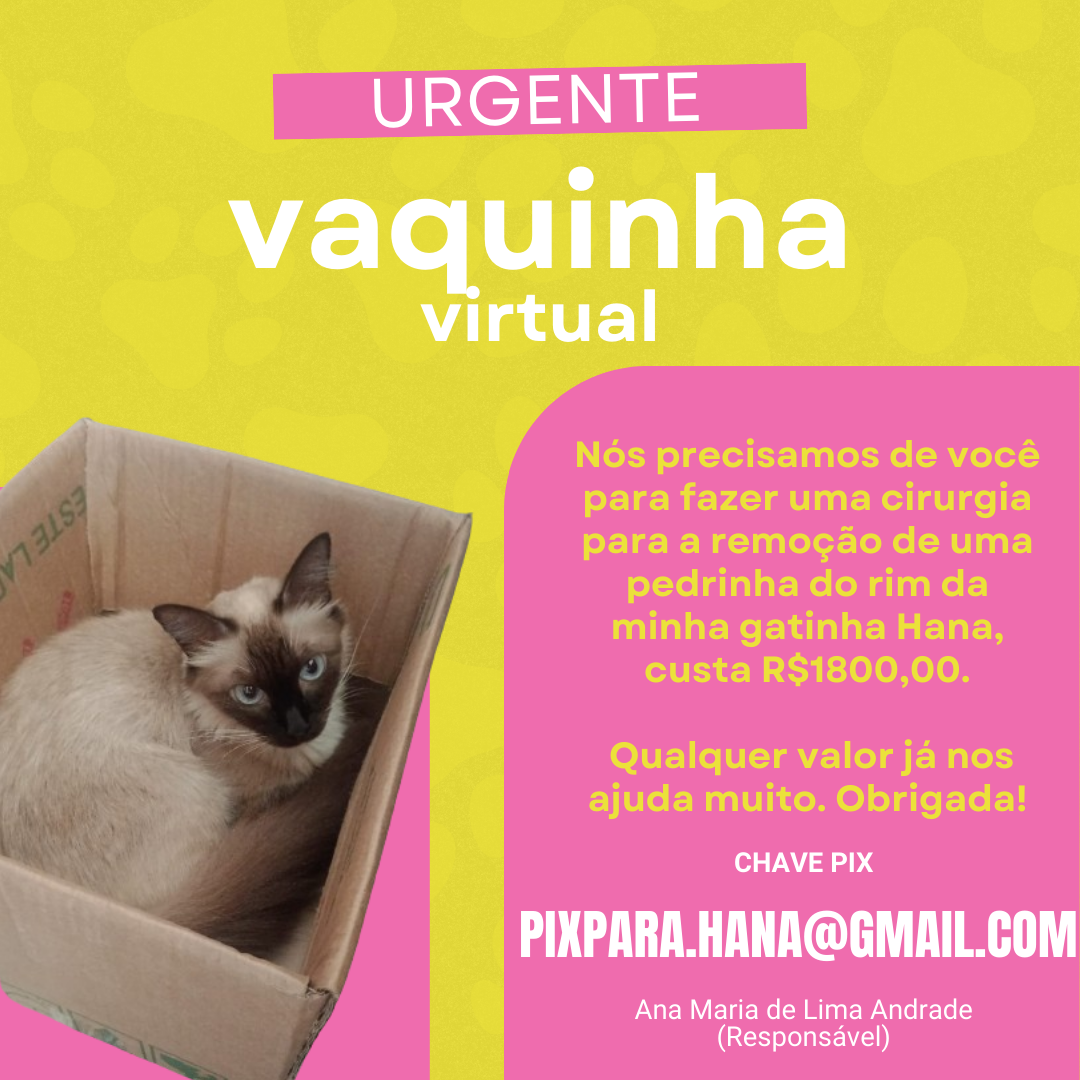 URGENTE
vaquinha
virtual
Nós precisamos de você
para fazer uma cirurgia
para a remoção de uma
pedrinha do rim da
minha gatinha Hana,
custa R$1800,00.
Qualquer valor já nos
ajuda muito. Obrigada!
CHAVE PIX
PIXPARA.HANA@GMAIL.COM
Ana Maria de Lima Andrade
(Responsável)
ESTE LA